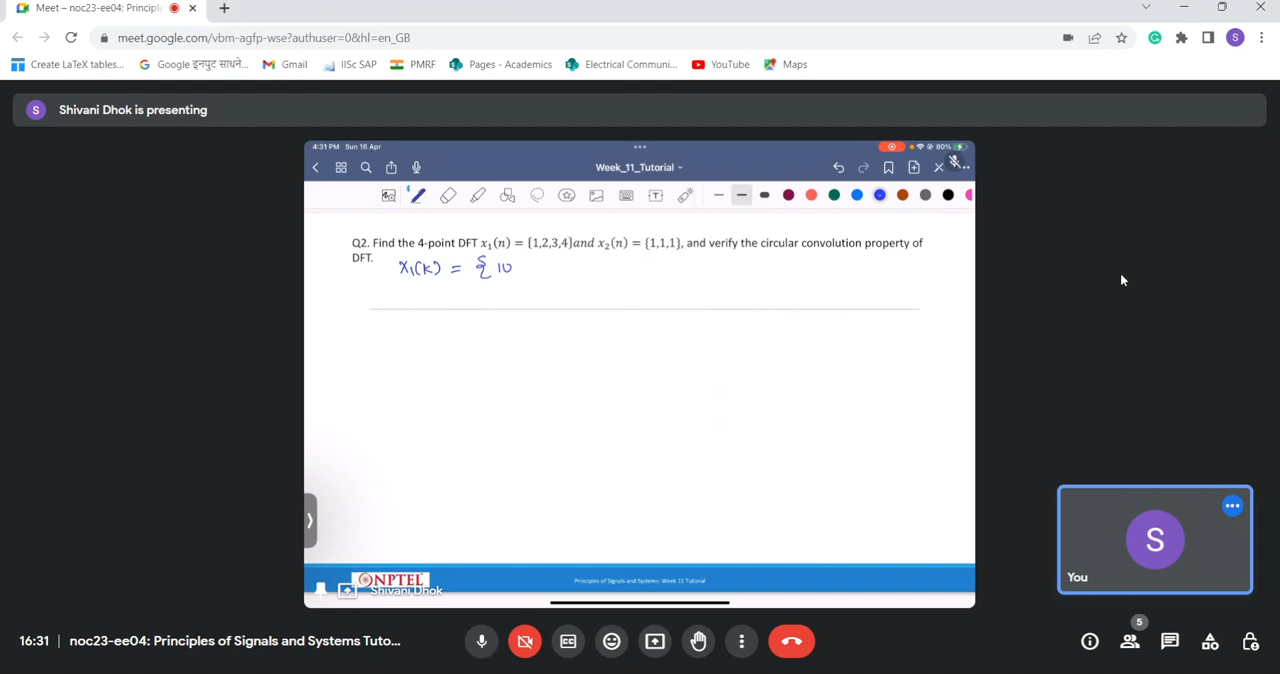 Meet – noc23-ee04: Principle
meet.google.com/vbm-agfp-wse?authuser=0&hl=en_GB
Create LaTeX tables...
Google इनपुट साधने...
Gmail
IISc SAP
PMRF
Pages - Academics
Electrical Communi...
YouTube
Maps
S
Shivani Dhok is presenting
4:31 PM Sun 16 Apr
80%
Week_11_Tutorial
Q2. Find the 4-point DFT x₁(n) = {1,2,3,4}and x₂(n) = {1,1,1}, and verify the circular convolution property of
DFT.
X₁(K) = { 10
NPTEL
Shivani Dhok
Principles of Signals and Systems: Week 11 Tutorial
S
You
16:31 | noc23-ee04: Principles of Signals and Systems Tuto...
5